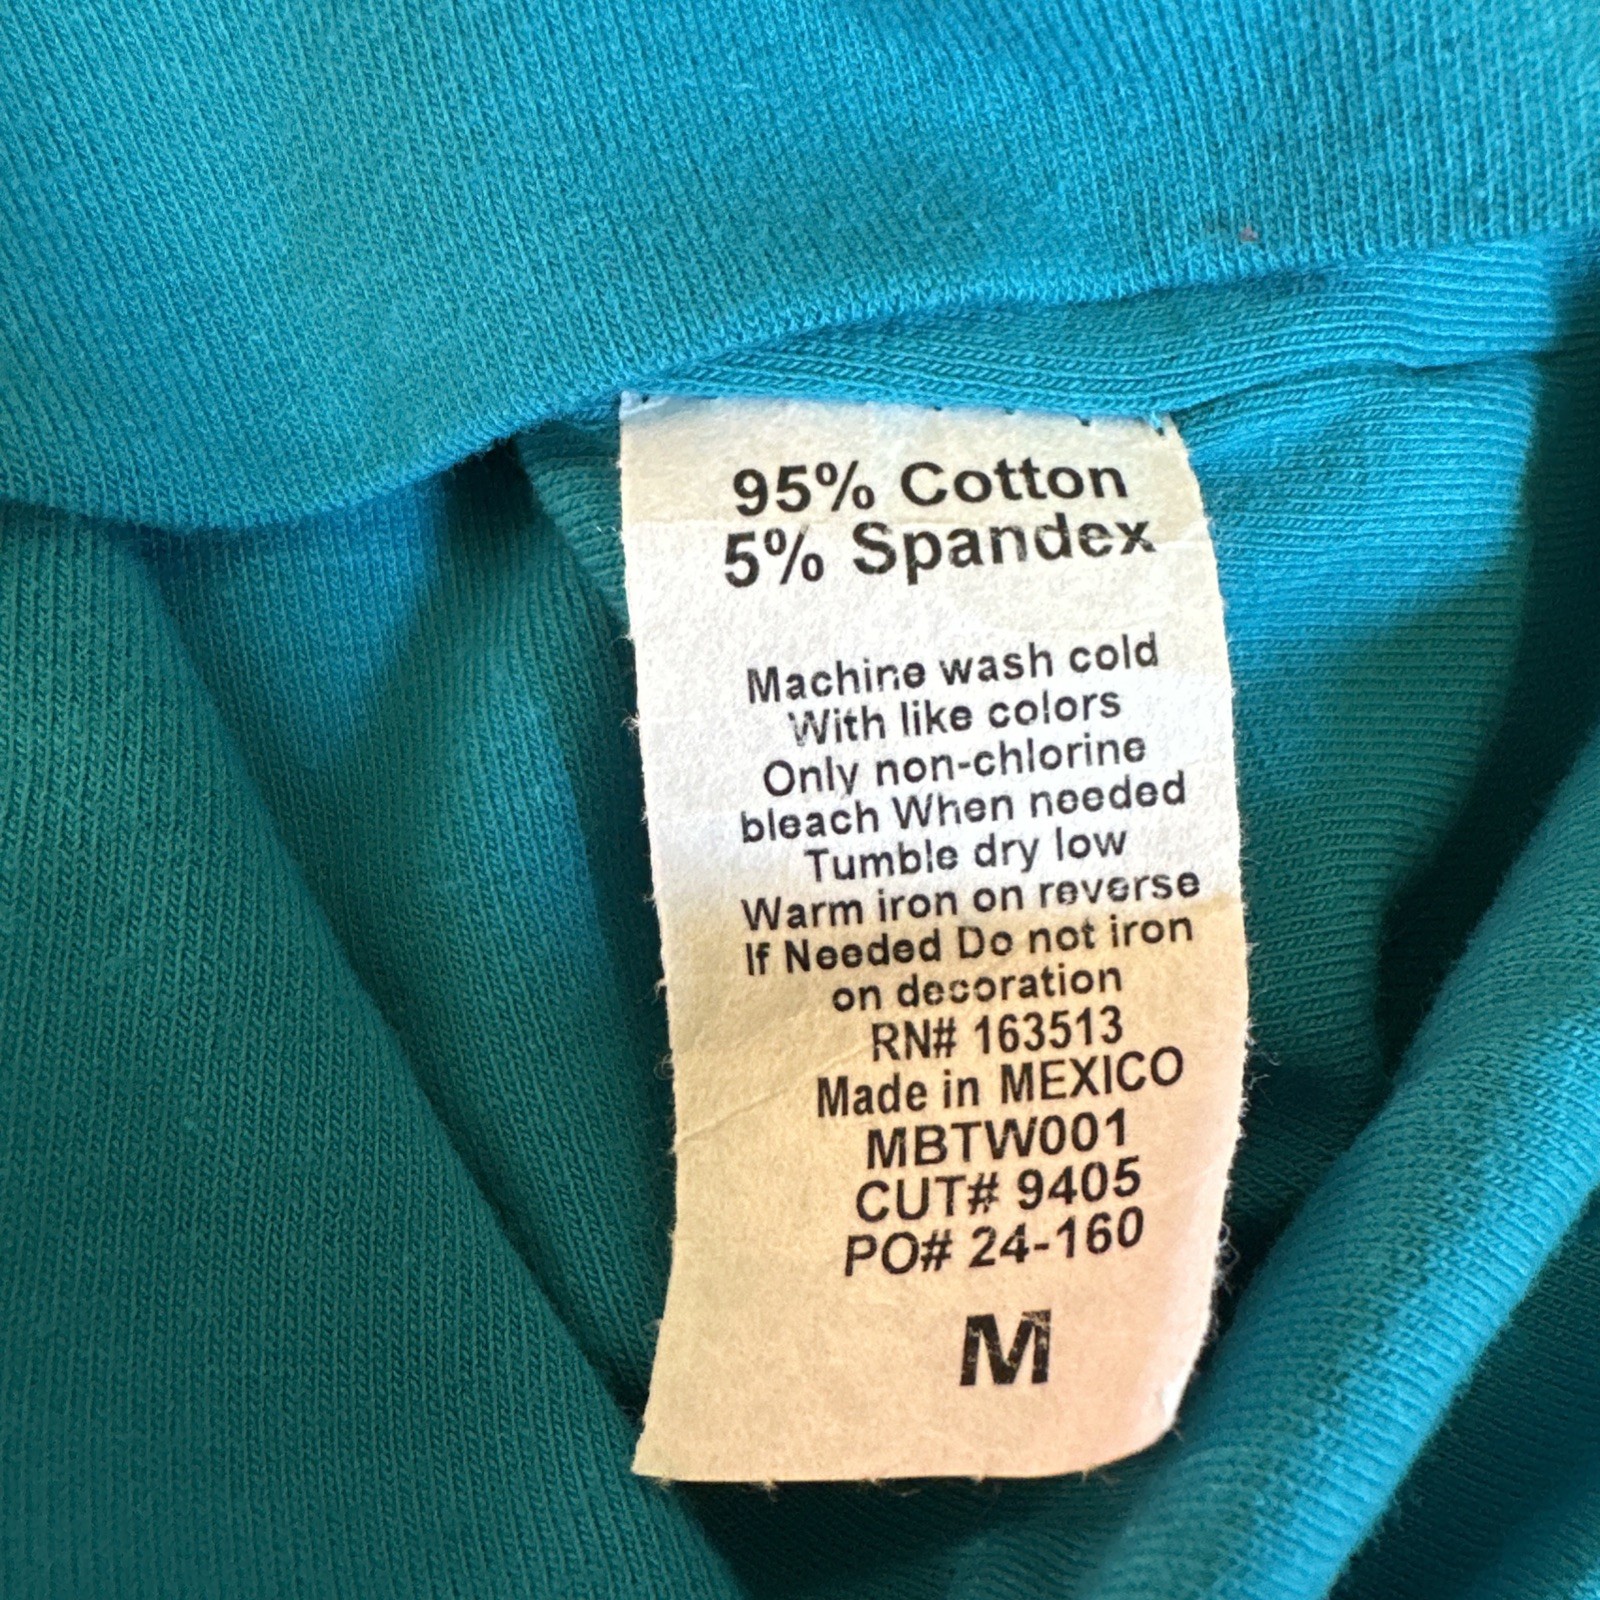 95% Cotton
5% Spandex
Machine wash cold
With like colors
Only non-chlorine
bleach When needed
Tumble dry low
Warm iron on reverse
If Needed Do not iron
on decoration
RN# 163513
Made in MEXICO
MBTW001
CUT# 9405
PO# 24-160
M